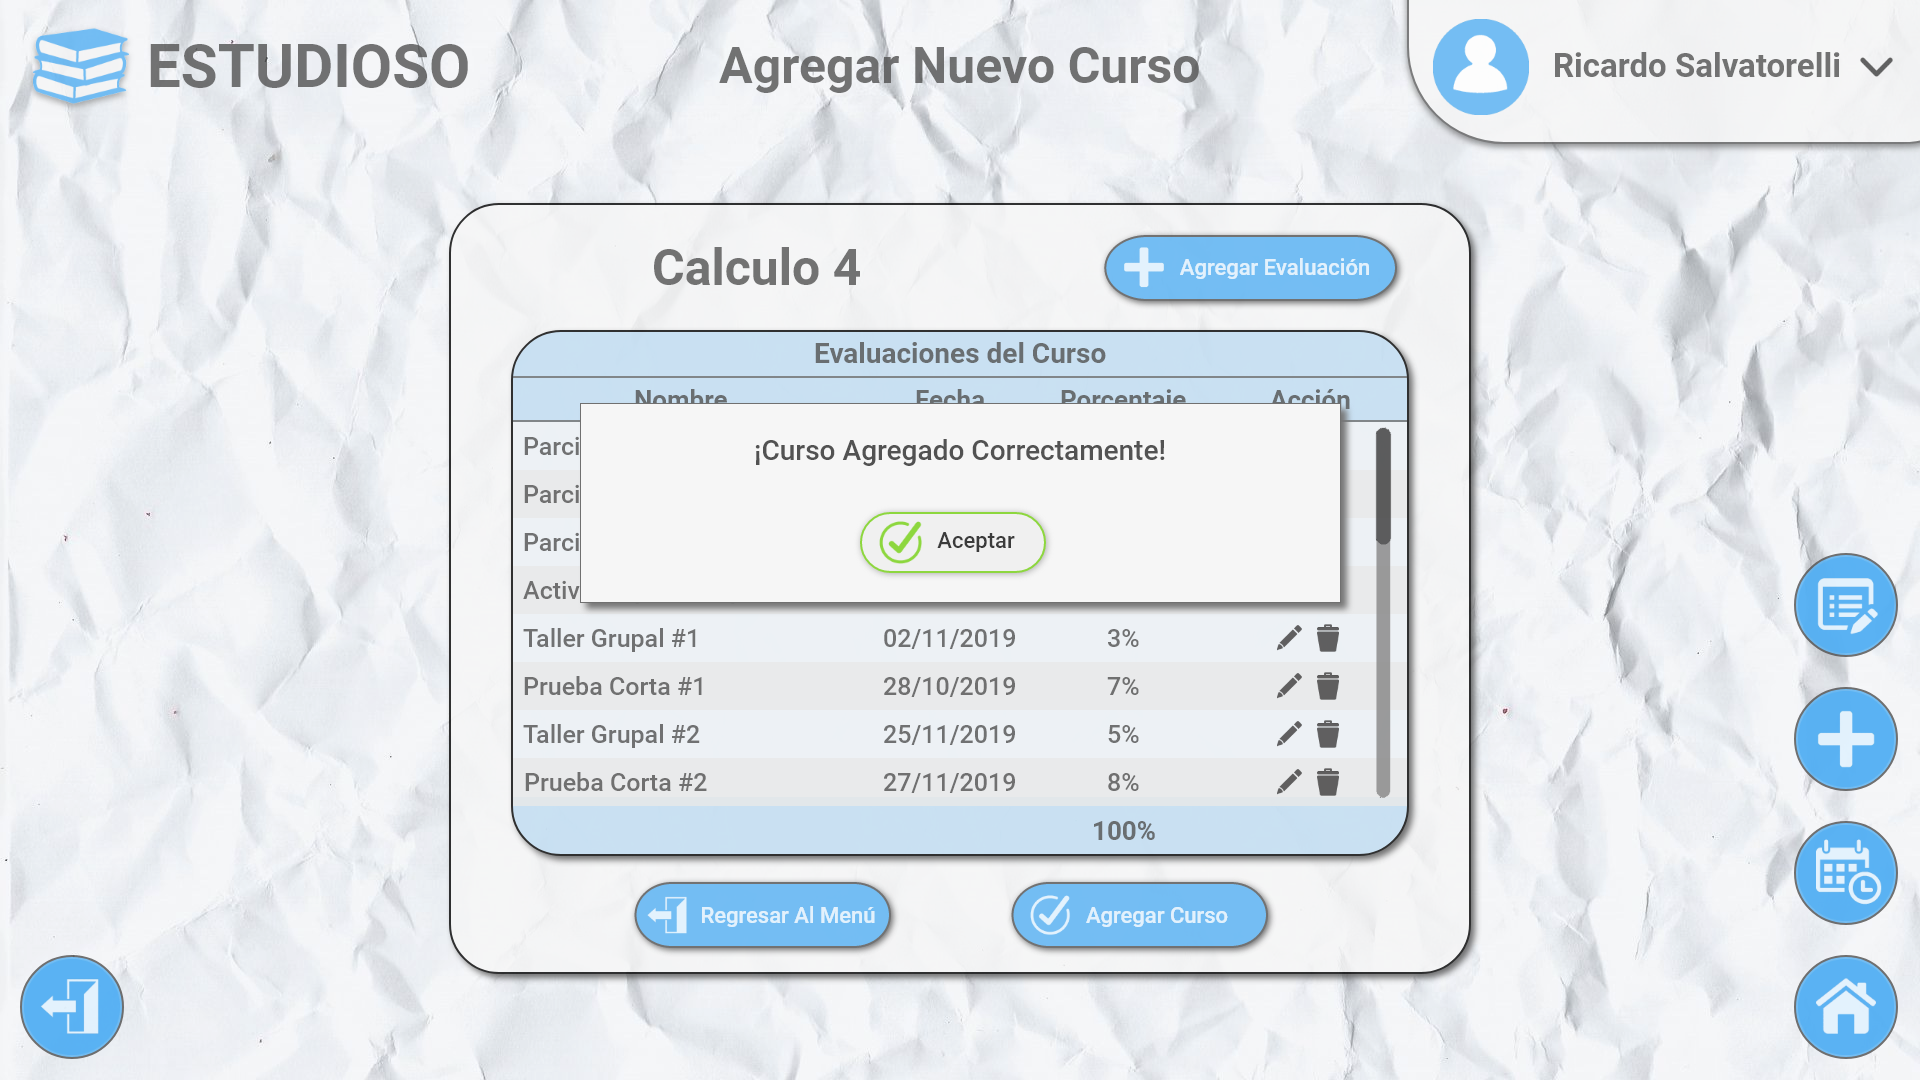 ESTUDIOSO
Agregar Nuevo Curso
Ricardo Salvatorelli
Calculo 4
Agregar Evaluación
Evaluaciones del Curso
Nombre Fecha Porcentaje Acción
Parci
Parci
Parci
Activ
¡Curso Agregado Correctamente!
Aceptar
Taller Grupal #1 02/11/2019 3%
Prueba Corta #1 28/10/2019 7%
Taller Grupal #2 25/11/2019 5%
Prueba Corta #2 27/11/2019 8%
100%
Regresar Al Menú
Agregar Curso